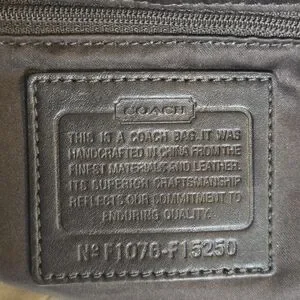 COACH
THIS IS A COACH BAG. IT WAS
HANDCRAFTED IN CHINA FROM THE
FINEST MATERIALS AND LEATHER.
ITS SUPERIOR CRAFTSMANSHIP
REFLECTS OUR COMMITMENT TO
ENDURING QUALITY.
Nº F1076-F15250